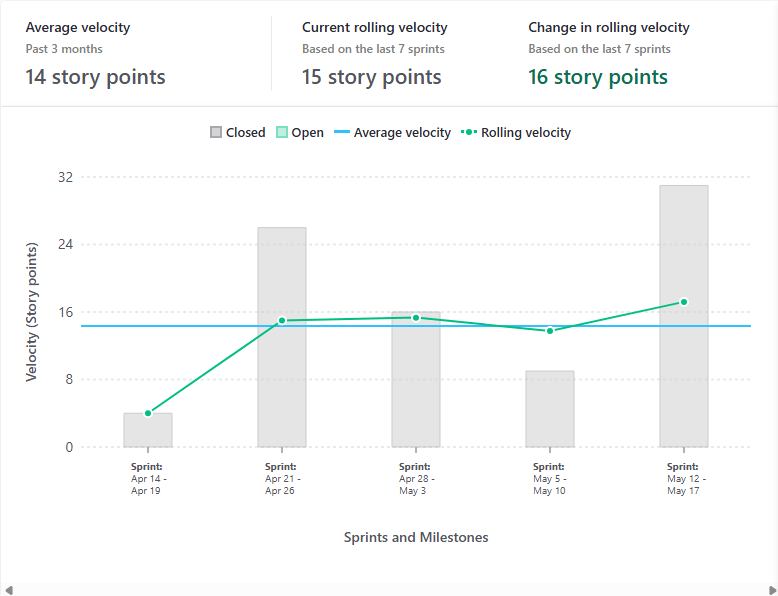 Average velocity
Past 3 months
14 story points
Current rolling velocity
Based on the last 7 sprints
15 story points
Change in rolling velocity
Based on the last 7 sprints
16 story points
Closed
Open
Average velocity
Rolling velocity
Velocity (Story points)
32
24
16
8
0
Sprint:
Apr 14 -
Apr 19
Sprint:
Apr 21 -
Apr 26
Sprint:
Apr 28 -
May 3
Sprint:
May 5 -
May 10
Sprint:
May 12 -
May 17
Sprints and Milestones